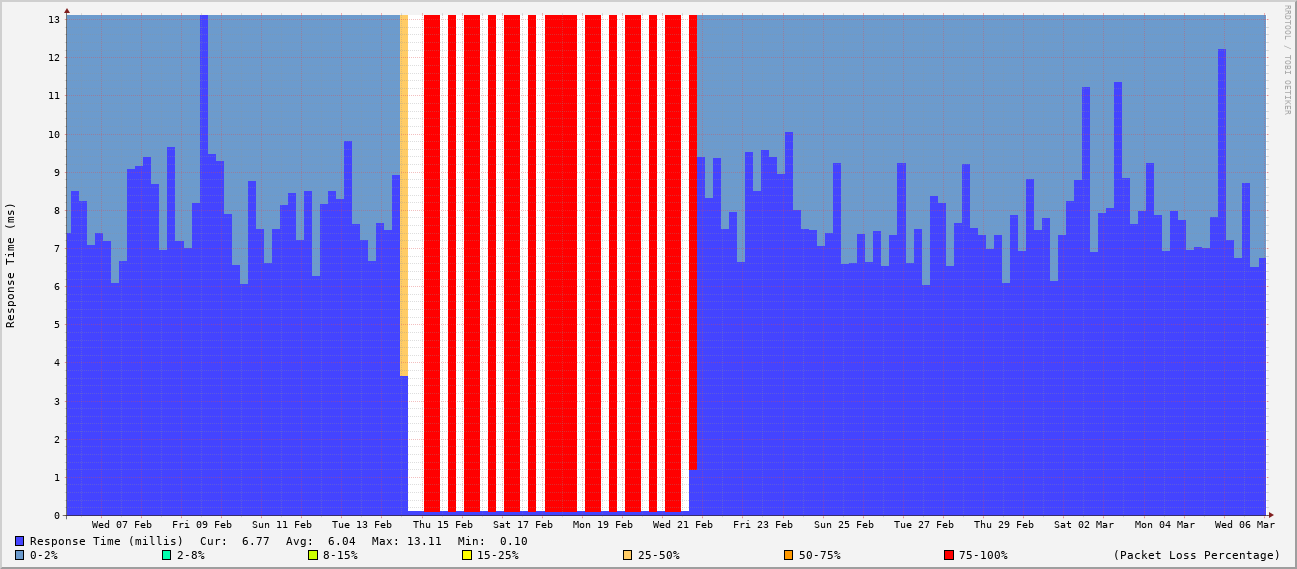 RRDTOOL / TOBI OETIKER
Response Time (ms)
13
12
11
10
9
8
7
6
5
4
3
2
1
0
Wed 07 Feb Fri 09 Feb Sun 11 Feb Tue 13 Feb Thu 15 Feb Sat 17 Feb Mon 19 Feb Wed 21 Feb Fri 23 Feb Sun 25 Feb Tue 27 Feb Thu 29 Feb Sat 02 Mar Mon 04 Mar Wed 06 Mar
Response Time (millis) Cur: 6.77 Avg: 6.04 Max: 13.11 Min: 0.10
0-2% 2-8% 8-15% 15-25% 25-50% 50-75% 75-100% (Packet Loss Percentage)